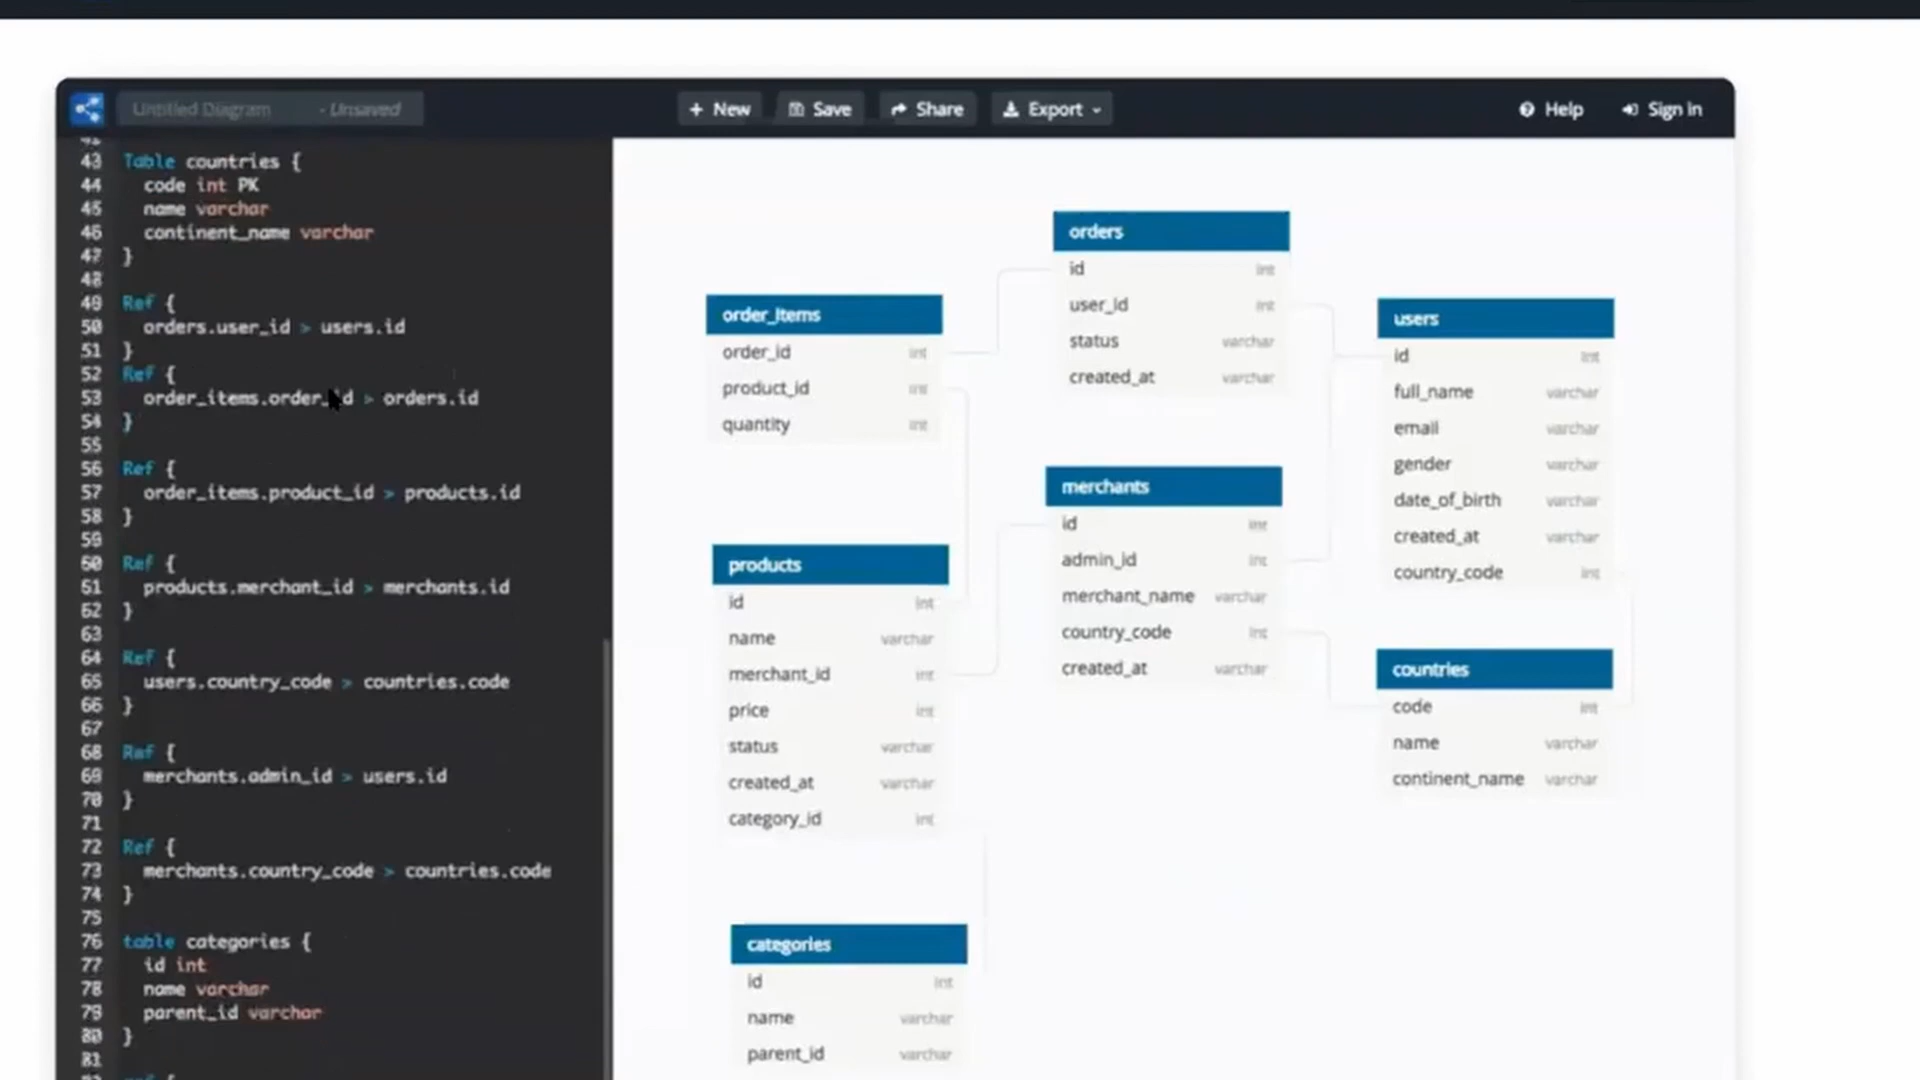 Untitled Diagram - Unsaved
+ New
Save
Share
Export
Help
Sign in
43 Table countries {
44 code int PK
45 name varchar
46 continent_name varchar
47 }
48
49 Ref {
50 orders.user_id > users.id
51 }
52 Ref {
53 order_items.order_id > orders.id
54 }
55
56 Ref {
57 order_items.product_id > products.id
58 }
59
60 Ref {
61 products.merchant_id > merchants.id
62 }
63
64 Ref {
65 users.country_code > countries.code
66 }
67
68 Ref {
69 merchants.admin_id > users.id
70 }
71
72 Ref {
73 merchants.country_code > countries.code
74 }
75
76 table categories {
77 id int
78 name varchar
79 parent_id varchar
80 }
81
orders
id int
user_id int
status varchar
created_at varchar
order_items
order_id int
product_id int
quantity int
users
id int
full_name varchar
email varchar
gender varchar
date_of_birth varchar
created_at varchar
country_code int
merchants
id int
admin_id int
merchant_name varchar
country_code int
created_at varchar
products
id int
name varchar
merchant_id int
price int
status varchar
created_at varchar
category_id int
countries
code int
name varchar
continent_name varchar
categories
id int
name varchar
parent_id varchar